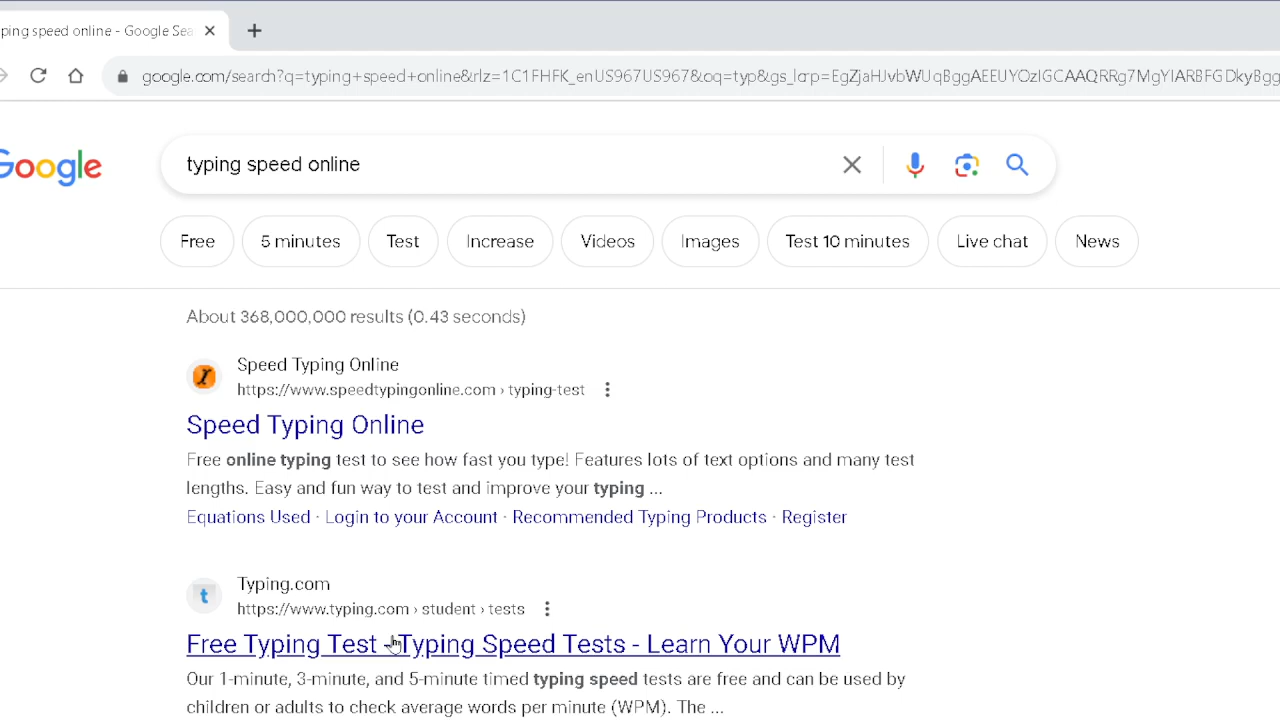 ping speed online - Google Sea
google.com/search?q=typing+speed+online&rlz=1C1FHFK_enUS967US967&oq=typ&gs_lcrp=EgZjaHJvbWUqBggAEEUYOzIGCAAQRRg7MgYIARBFGDkyBgg
Google
typing speed online
Free 5 minutes Test Increase Videos Images Test 10 minutes Live chat News
About 368,000,000 results (0.43 seconds)
Speed Typing Online
https://www.speedtypingonline.com › typing-test
Speed Typing Online
Free online typing test to see how fast you type! Features lots of text options and many test
lengths. Easy and fun way to test and improve your typing ...
Equations Used · Login to your Account · Recommended Typing Products · Register
t
Typing.com
https://www.typing.com › student › tests
Free Typing Test - Typing Speed Tests - Learn Your WPM
Our 1-minute, 3-minute, and 5-minute timed typing speed tests are free and can be used by
children or adults to check average words per minute (WPM). The ...